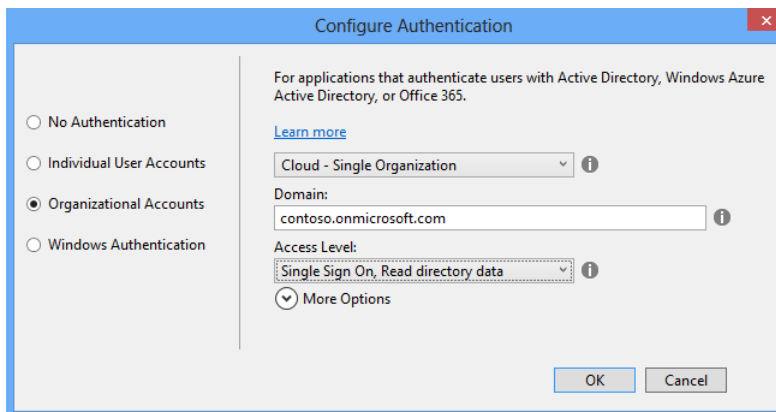 Configure Authentication
For applications that authenticate users with Active Directory, Windows Azure
Active Directory, or Office 365.
No Authentication
Learn more
Individual User Accounts
Cloud - Single Organization
Domain:
Organizational Accounts
contoso.onmicrosoft.com
Windows Authentication
Access Level:
Single Sign On, Read directory data
More Options
OK
Cancel